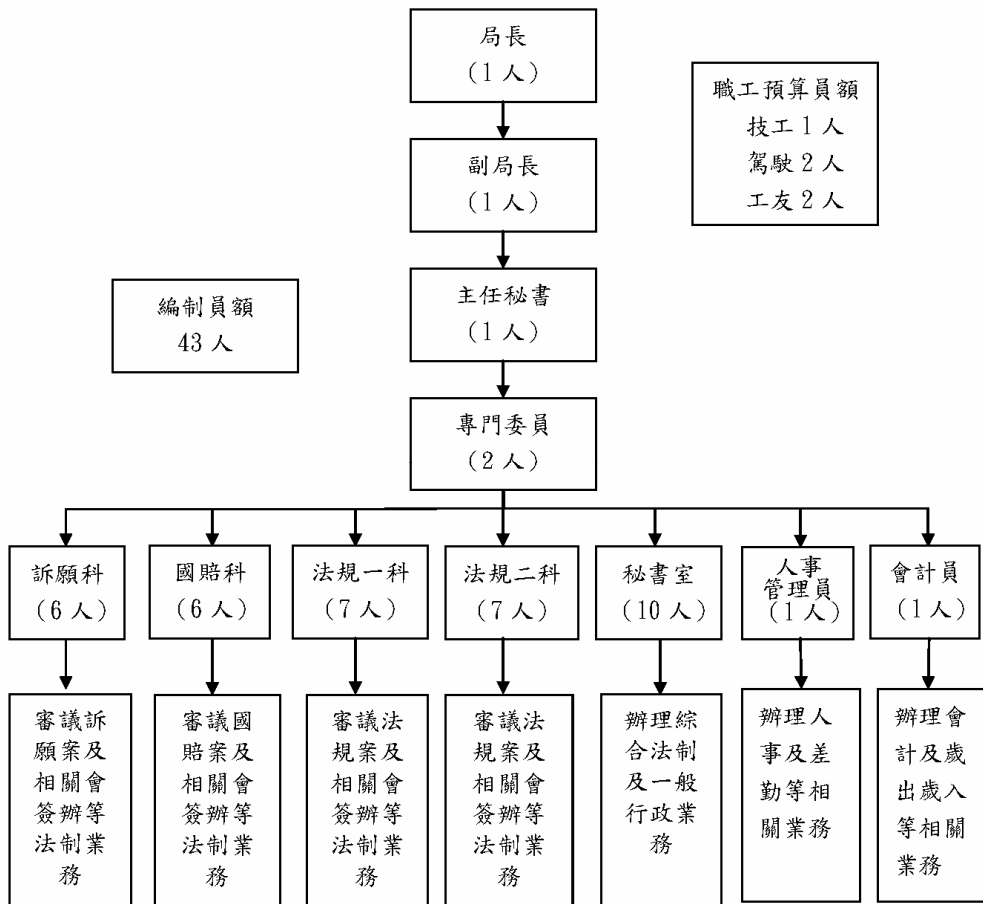 局長
(1人)
職工預算員額
技工1人
駕駛2人
工友2人
副局長
(1人)
編制員額
43人
主任秘書
(1人)
專門委員
(2人)
訴願科
(6人)
國賠科
(6人)
法規一科
(7人)
法規二科
(7人)
秘書室
(10人)
人事
管理員
(1人)
會計員
(1人)
審議訴
願案及
相關會
簽辦等
法制業
務
審議國
賠案及
相關會
簽辦等
法制業
務
審議法
規案及
相關會
簽辦等
法制業
務
審議法
規案及
相關會
簽辦等
法制業
務
辦理綜
合法制
及一般
行政業
務
辦理人
事及差
勤等相
關業務
辦理會
計及歲
出歲入
等相關
業務